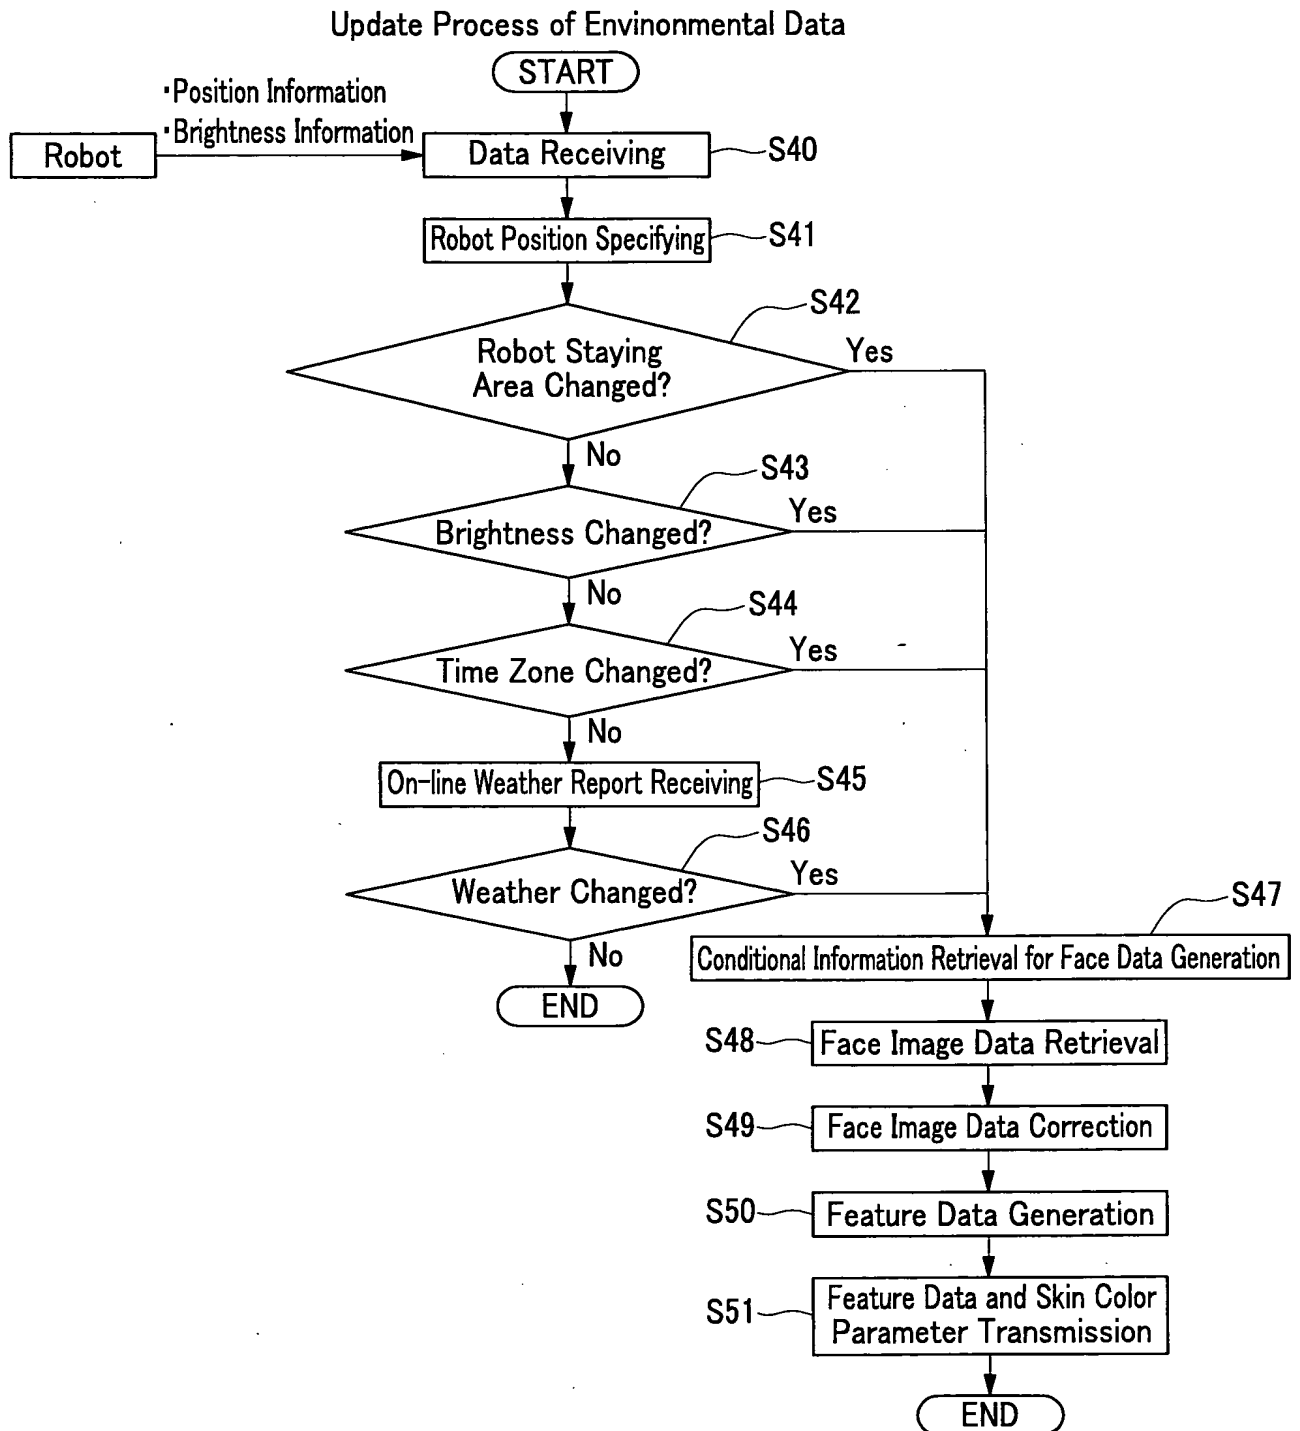 Update Process of Envinonmental Data
START
·Position Information
·Brightness Information
Robot
Data Receiving
S40
Robot Position Specifying
S41
S42
Robot Staying
Area Changed?
Yes
No
S43
Brightness Changed?
Yes
No
S44
Time Zone Changed?
Yes
No
On-line Weather Report Receiving
S45
S46
Weather Changed?
Yes
No
END
S47
Conditional Information Retrieval for Face Data Generation
S48
Face Image Data Retrieval
S49
Face Image Data Correction
S50
Feature Data Generation
S51
Feature Data and Skin Color
Parameter Transmission
END